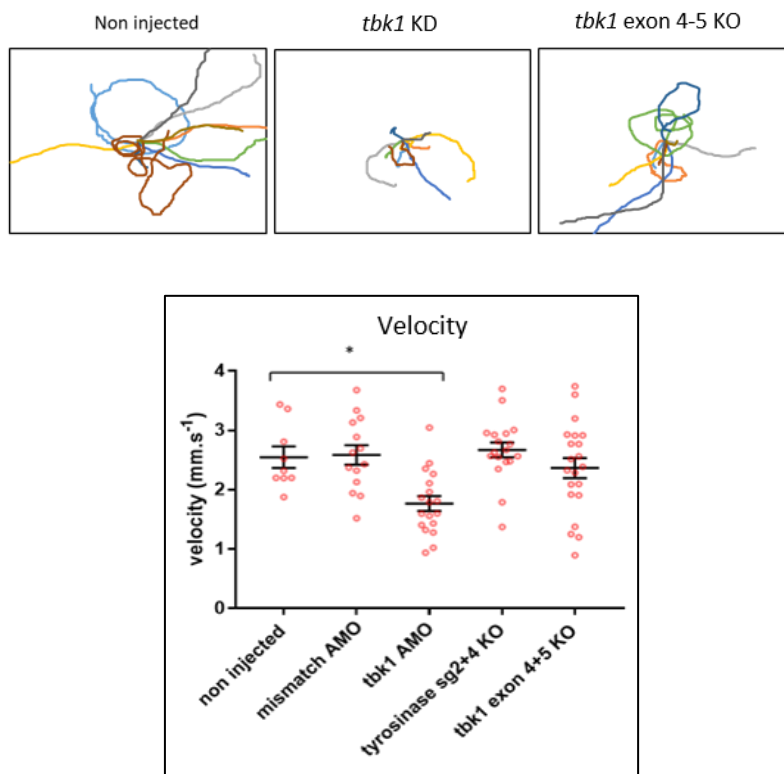 Non injected
tbk1 KD
tbk1 exon 4-5 KO
Velocity
*
4
3
2
1
0
velocity (mm.s⁻¹)
non injected
mismatch AMO
tbk1 AMO
tyrosinase sg2+4 KO
tbk1 exon 4+5 KO